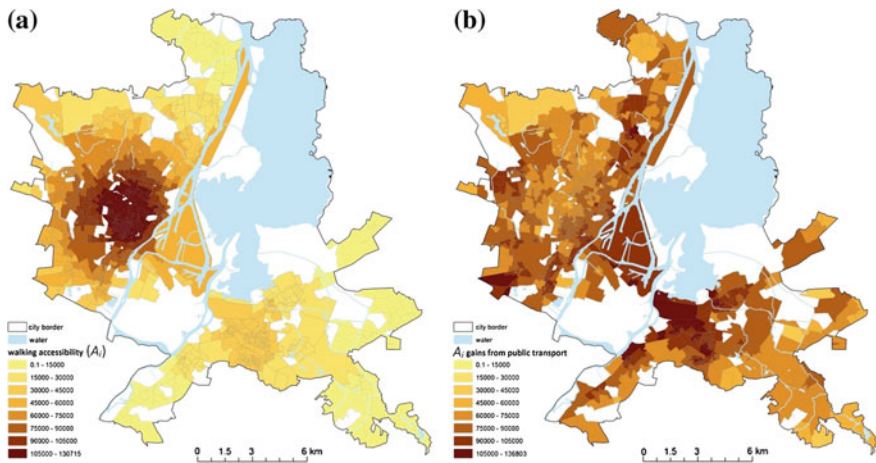 (a)
city border
water
walking accessibility (Ai)
0.1 - 15000
15000 - 30000
30000 - 45000
45000 - 60000
60000 - 75000
75000 - 90000
90000 - 105000
105000 - 130715
0 1.5 3 6 km
(b)
city border
water
Ai gains from public transport
0.1 - 15000
15000 - 30000
30000 - 45000
45000 - 60000
60000 - 75000
75000 - 90000
90000 - 105000
105000 - 136803
0 1.5 3 6 km